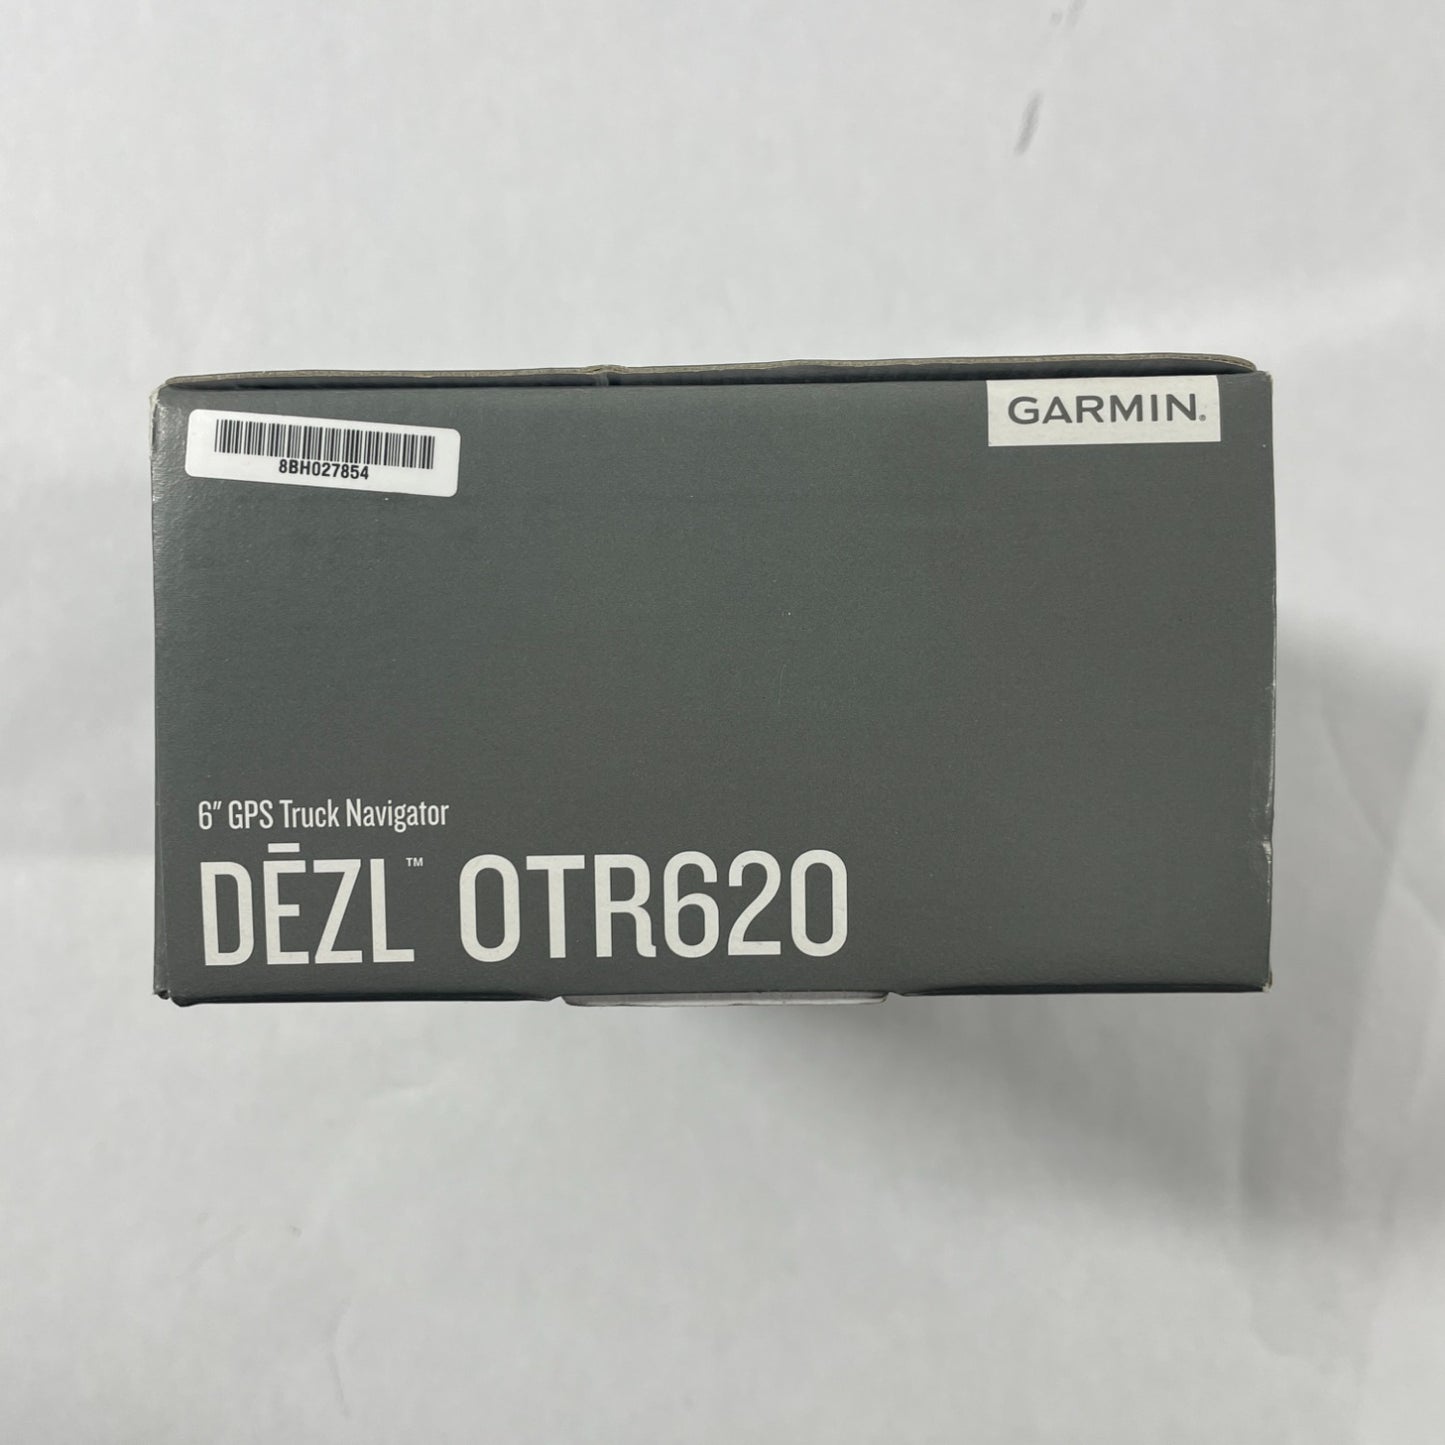 GARMIN®
8BH027854
6" GPS Truck Navigator
DĒZL™ OTR620